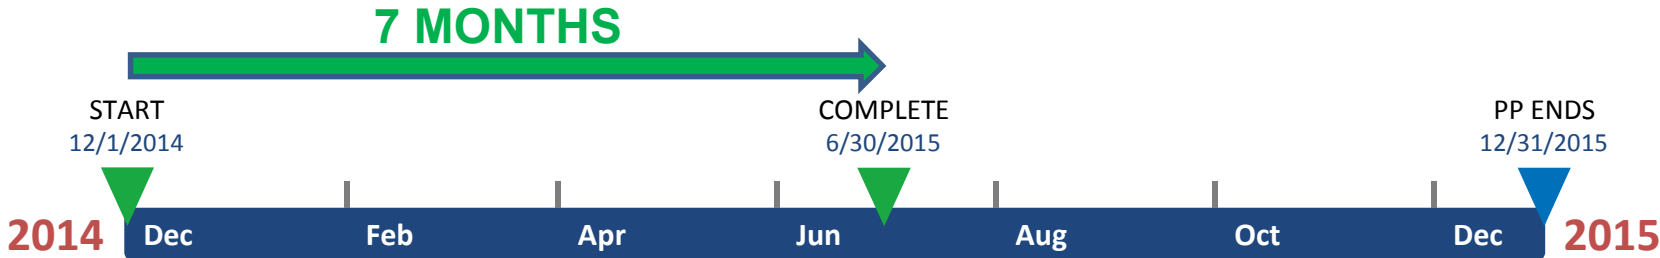 7 MONTHS
START
12/1/2014
COMPLETE
6/30/2015
PP ENDS
12/31/2015
2014 Dec Feb Apr Jun Aug Oct Dec 2015